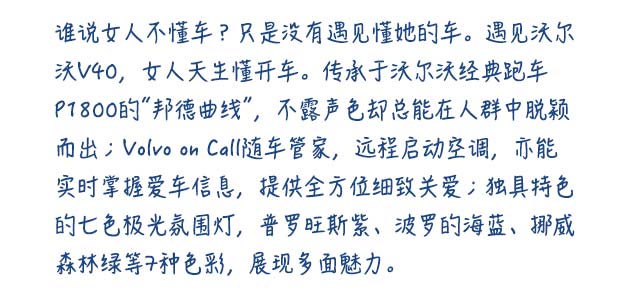 谁说女人不懂车？只是没有遇见懂她的车。遇见沃尔
沃V40，女人天生懂开车。传承于沃尔沃经典跑车
P1800的“邦德曲线”，不露声色却总能在人群中脱颖
而出；Volvo on Call随车管家，远程启动空调，亦能
实时掌握爱车信息，提供全方位细致关爱；独具特色
的七色极光氛围灯，普罗旺斯紫、波罗的海蓝、挪威
森林绿等7种色彩，展现多面魅力。